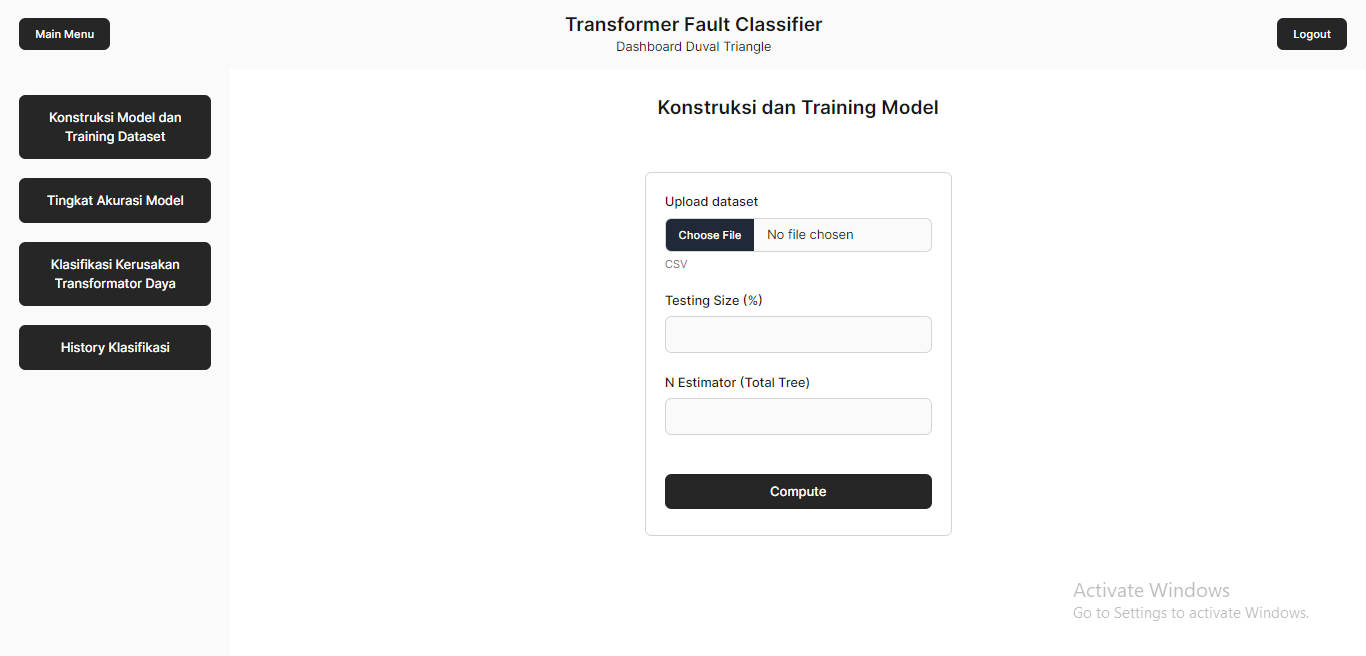 Main Menu
Transformer Fault Classifier
Dashboard Duval Triangle
Logout
Konstruksi Model dan
Training Dataset
Tingkat Akurasi Model
Klasifikasi Kerusakan
Transformator Daya
History Klasifikasi
Konstruksi dan Training Model
Upload dataset
Choose File No file chosen
CSV
Testing Size (%)
N Estimator (Total Tree)
Compute
Activate Windows
Go to Settings to activate Windows.